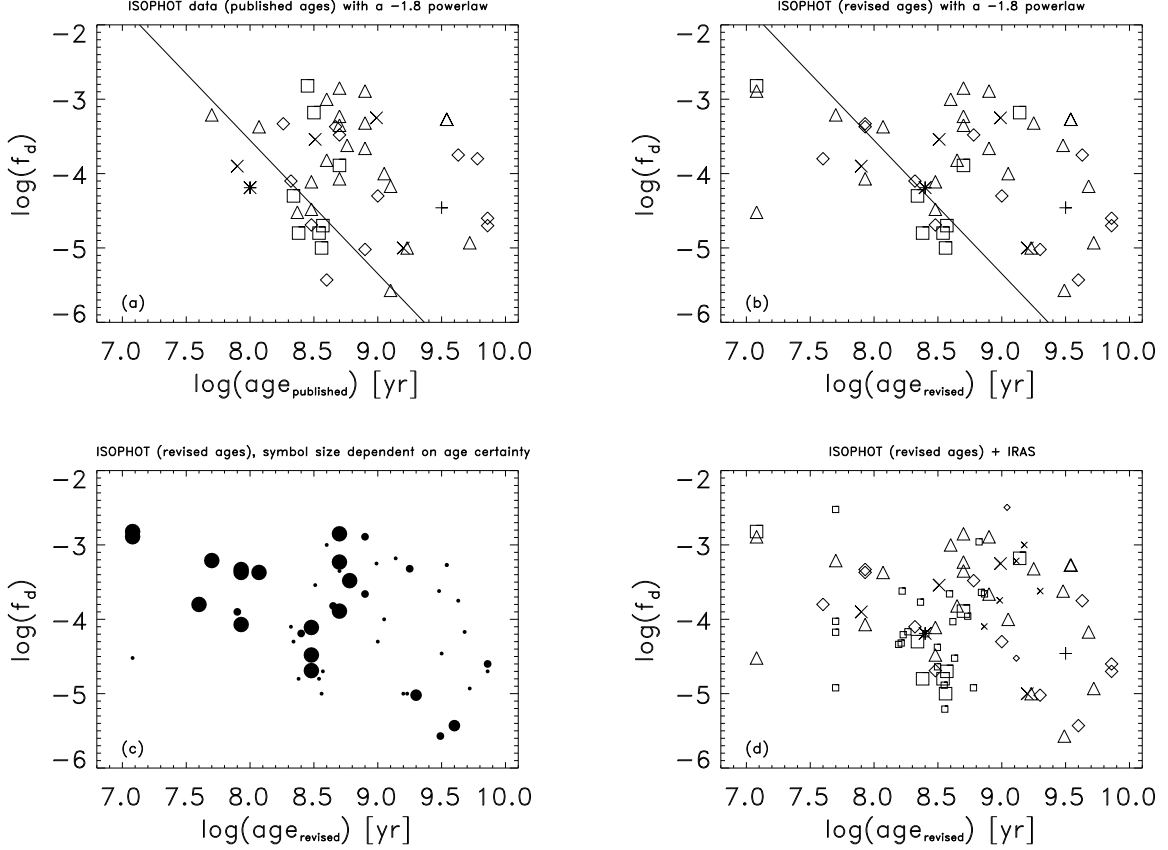 ISOPHOT data (published ages) with a −1.8 powerlaw
−2
−3
−4
−5
−6
log(f_d)
(a)
7.0 7.5 8.0 8.5 9.0 9.5 10.0
log(age_published) [yr]
ISOPHOT (revised ages) with a −1.8 powerlaw
−2
−3
−4
−5
−6
log(f_d)
(b)
7.0 7.5 8.0 8.5 9.0 9.5 10.0
log(age_revised) [yr]
ISOPHOT (revised ages), symbol size dependent on age certainty
−2
−3
−4
−5
−6
log(f_d)
(c)
7.0 7.5 8.0 8.5 9.0 9.5 10.0
log(age_revised) [yr]
ISOPHOT (revised ages) + IRAS
−2
−3
−4
−5
−6
log(f_d)
(d)
7.0 7.5 8.0 8.5 9.0 9.5 10.0
log(age_revised) [yr]